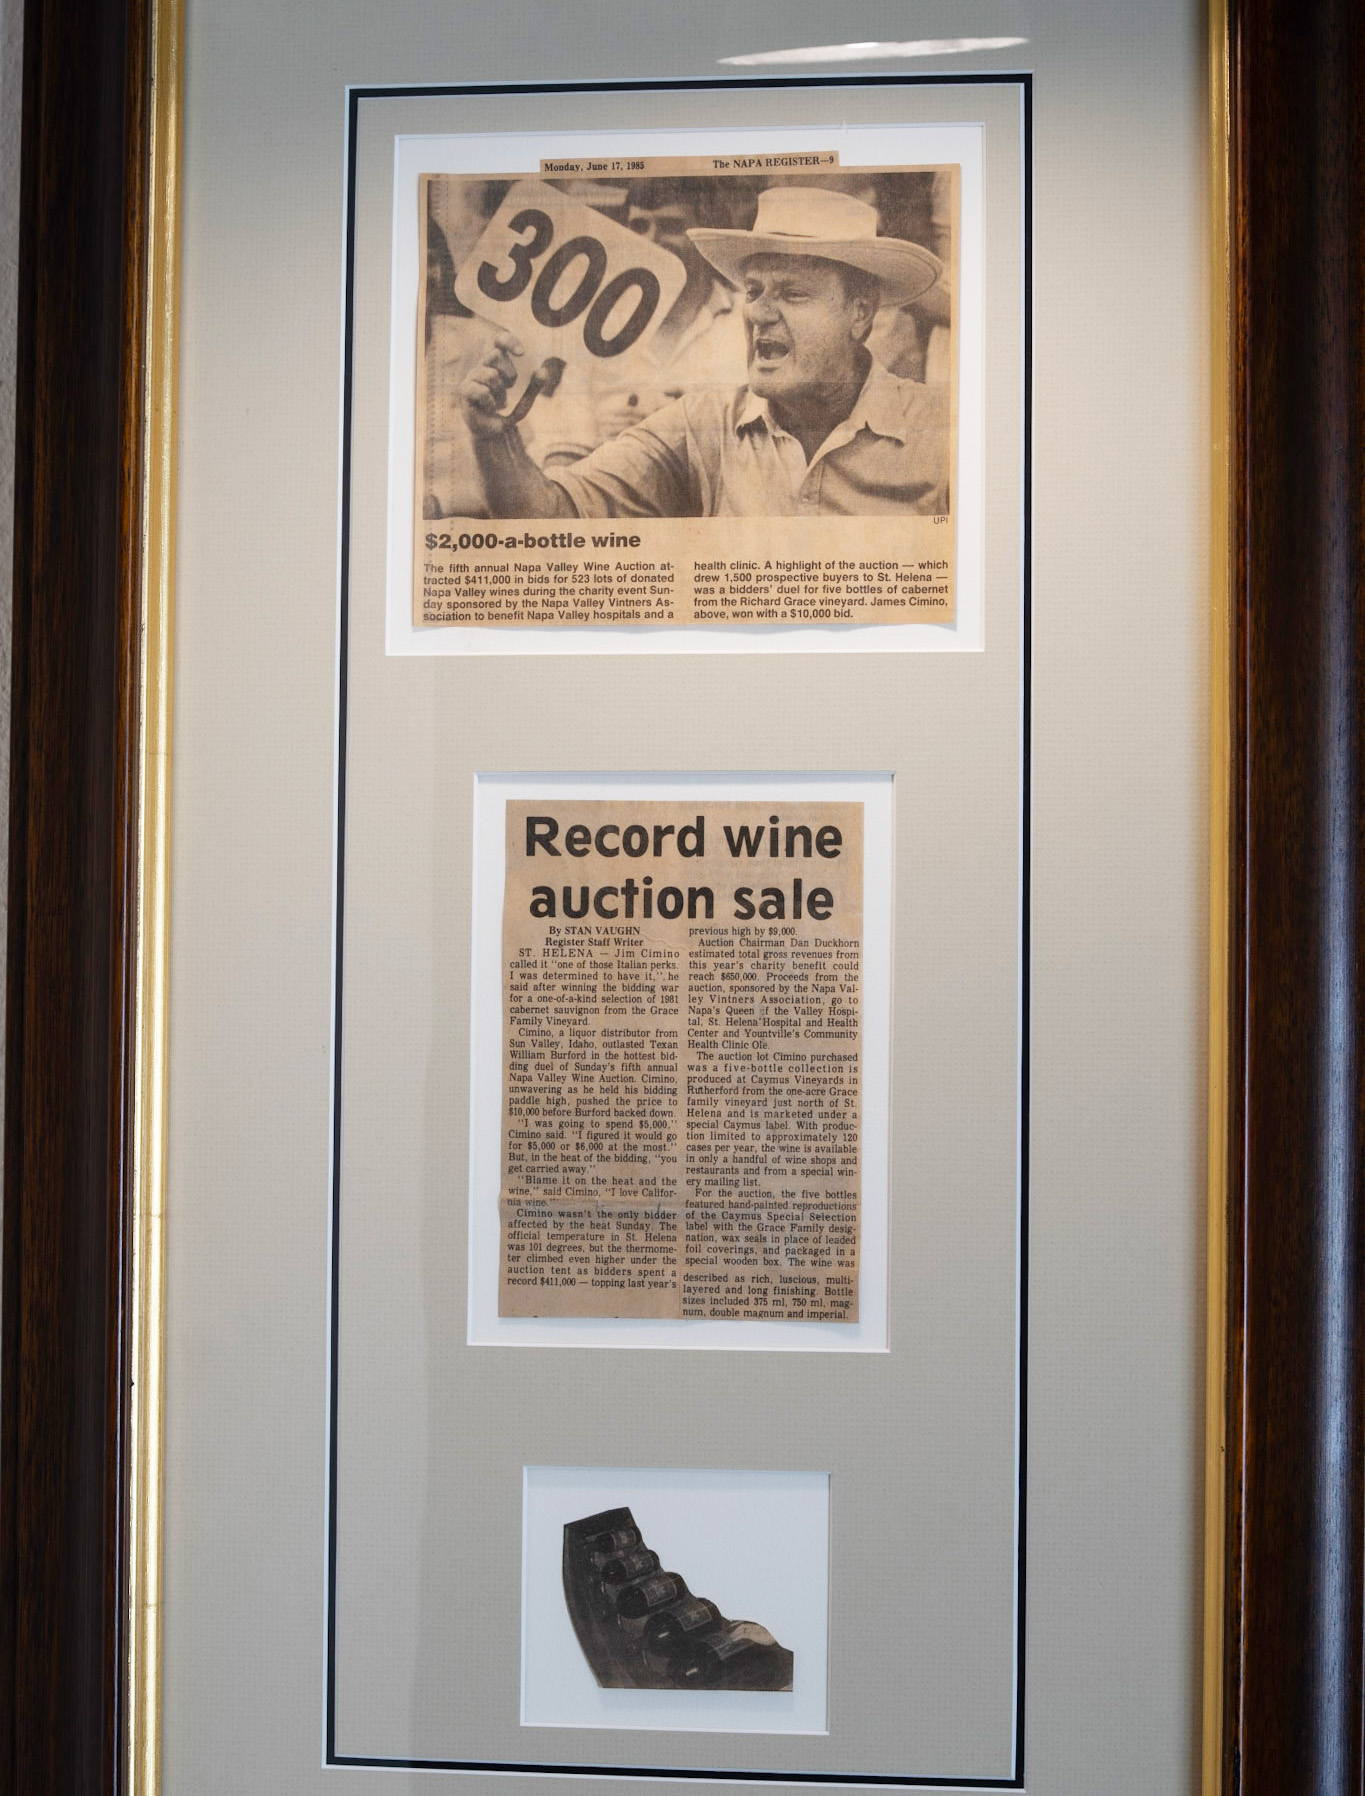 Monday, June 17, 1985
The NAPA REGISTER—9
300
UPI
$2,000-a-bottle wine
The fifth annual Napa Valley Wine Auction at-
tracted $411,000 in bids for 523 lots of donated
Napa Valley wines during the charity event Sun-
day sponsored by the Napa Valley Vintners As-
sociation to benefit Napa Valley hospitals and a
health clinic. A highlight of the auction — which
drew 1,500 prospective buyers to St. Helena —
was a bidders' duel for five bottles of cabernet
from the Richard Grace vineyard. James Cimino,
above, won with a $10,000 bid.
Record wine
auction sale
By STAN VAUGHN
Register Staff Writer
ST. HELENA — Jim Cimino
called it "one of those Italian perks.
I was determined to have it," he
said after winning the bidding war
for a one-of-a-kind selection of 1981
cabernet sauvignon from the Grace
Family Vineyard.
Cimino, a liquor distributor from
Sun Valley, Idaho, outlasted Texan
William Burford in the hottest bid-
ding duel of Sunday's fifth annual
Napa Valley Wine Auction. Cimino,
unwavering as he held his bidding
paddle high, pushed the price to
$10,000 before Burford backed down.
"I was going to spend $5,000,"
Cimino said. "I figured it would go
for $5,000 or $6,000 at the most."
But, in the heat of the bidding, "you
get carried away."
"Blame it on the heat and the
wine," said Cimino, "I love Califor-
nia wine."
Cimino wasn't the only bidder
affected by the heat Sunday. The
official temperature in St. Helena
was 101 degrees, but the thermome-
ter climbed even higher under the
auction tent as bidders spent a
record $411,000 — topping last year's
previous high by $9,000.
Auction Chairman Dan Duckhorn
estimated total gross revenues from
this year's charity benefit could
reach $650,000. Proceeds from the
auction, sponsored by the Napa Val-
ley Vintners Association, go to
Napa's Queen of the Valley Hospi-
tal, St. Helena Hospital and Health
Center and Yountville's Community
Health Clinic Ole.
The auction lot Cimino purchased
was a five-bottle collection is
produced at Caymus Vineyards in
Rutherford from the one-acre Grace
family vineyard just north of St.
Helena and is marketed under a
special Caymus label. With produc-
tion limited to approximately 120
cases per year, the wine is available
in only a handful of wine shops and
restaurants and from a special win-
ery mailing list.
For the auction, the five bottles
featured hand-painted reproductions
of the Caymus Special Selection
label with the Grace Family desig-
nation, wax seals in place of leaded
foil coverings, and packaged in a
special wooden box. The wine was
described as rich, luscious, multi-
layered and long finishing. Bottle
sizes included 375 ml, 750 ml, mag-
num, double magnum and imperial.